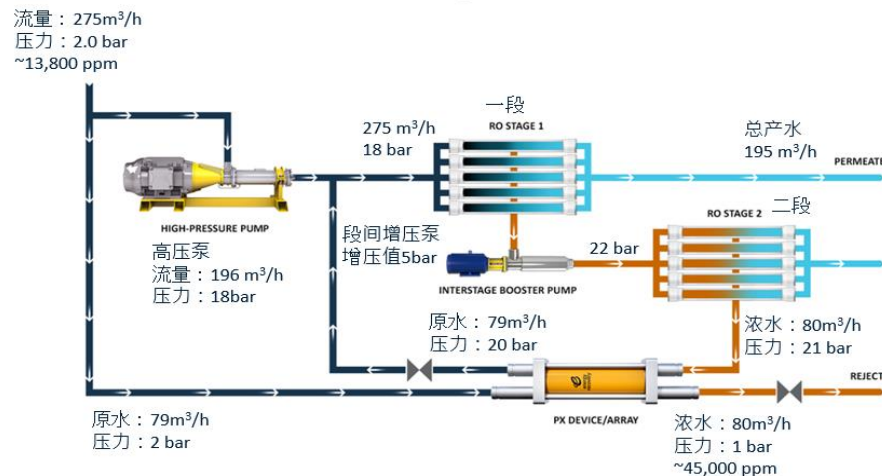 流量：275m³/h
压力：2.0 bar
~13,800 ppm
一段
RO STAGE 1
275 m³/h
18 bar
总产水
195 m³/h
PERMEATE
HIGH-PRESSURE PUMP
高压泵
流量：196 m³/h
压力：18bar
段间增压泵
增压值5bar
22 bar
INTERSTAGE BOOSTER PUMP
RO STAGE 2
二段
原水：79m³/h
压力：20 bar
浓水：80m³/h
压力：21 bar
REJECT
PX DEVICE/ARRAY
原水：79m³/h
压力：2 bar
浓水：80m³/h
压力：1 bar
~45,000 ppm